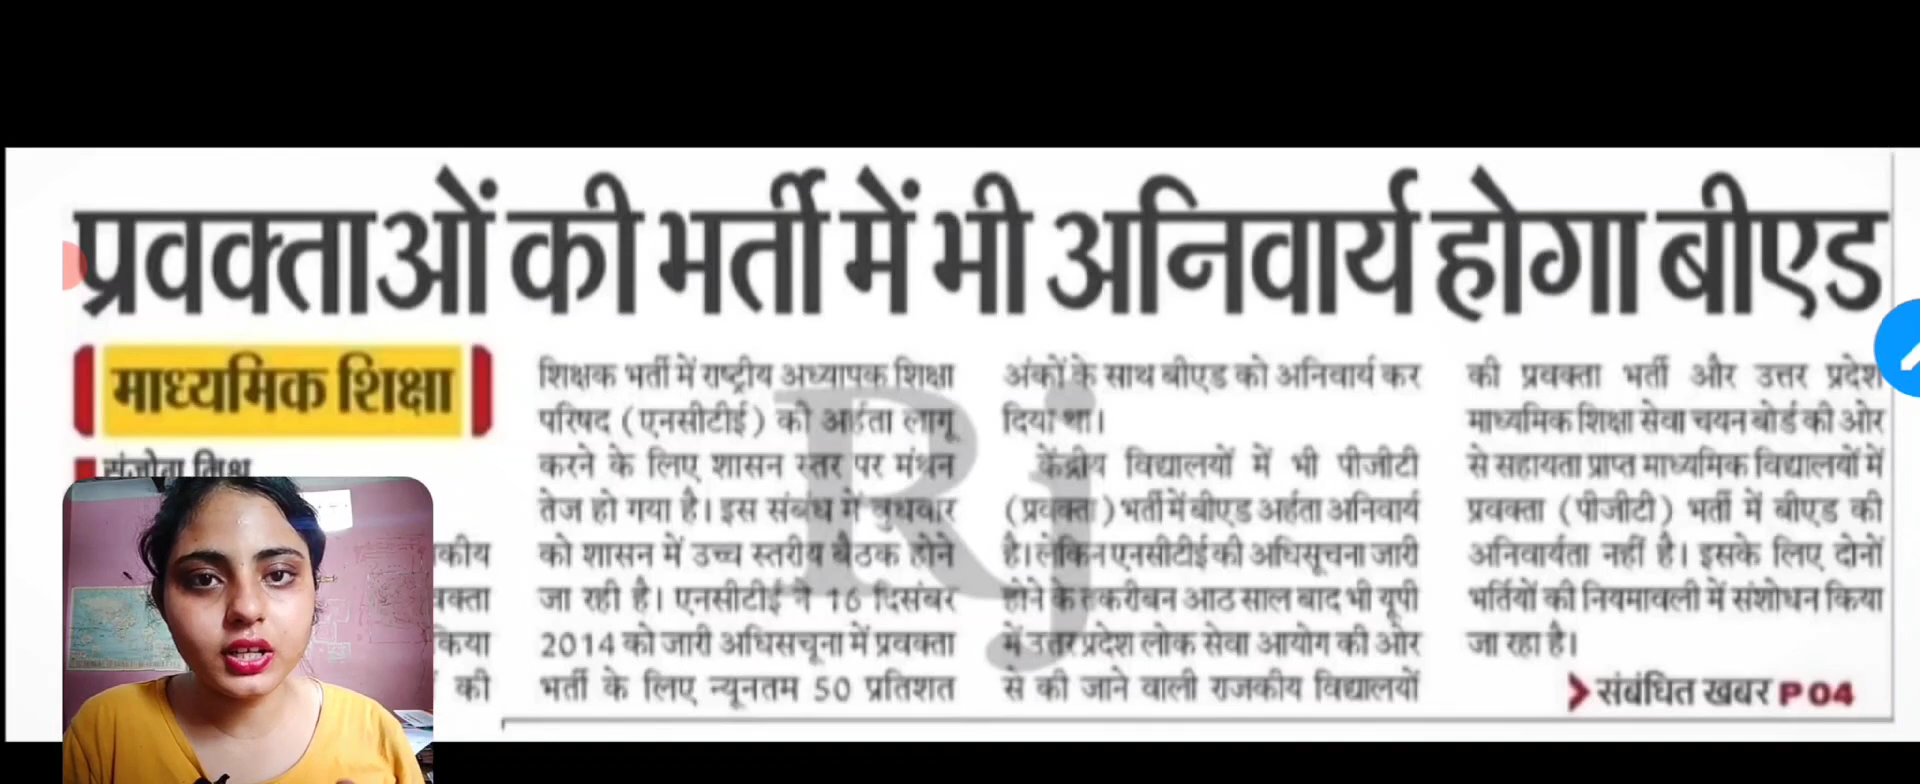 प्रवक्ताओं की भर्ती में भी अनिवार्य होगा बीएड
माध्यमिक शिक्षा
कीय
वक्ता
किया
की
शिक्षक भर्ती में राष्ट्रीय अध्यापक शिक्षा
परिषद (एनसीटीई) की अर्हता लागू
करने के लिए शासन स्तर पर मंथन
तेज हो गया है। इस संबंध में बुधवार
को शासन में उच्च स्तरीय बैठक होने
जा रही है। एनसीटीई ने 16 दिसंबर
2014 को जारी अधिसूचना में प्रवक्ता
भर्ती के लिए न्यूनतम 50 प्रतिशत
अंकों के साथ बीएड को अनिवार्य कर
दिया था।
केंद्रीय विद्यालयों में भी पीजीटी
(प्रवक्ता) भर्ती में बीएड अर्हता अनिवार्य
है। लेकिन एनसीटीई की अधिसूचना जारी
होने के तकरीबन आठ साल बाद भी यूपी
में उत्तर प्रदेश लोक सेवा आयोग की ओर
से की जाने वाली राजकीय विद्यालयों
की प्रवक्ता भर्ती और उत्तर प्रदेश
माध्यमिक शिक्षा सेवा चयन बोर्ड की ओर
से सहायता प्राप्त माध्यमिक विद्यालयों में
प्रवक्ता (पीजीटी) भर्ती में बीएड की
अनिवार्यता नहीं है। इसके लिए दोनों
भर्तियों की नियमावली में संशोधन किया
जा रहा है।
संबंधित खबर P 04
Rj